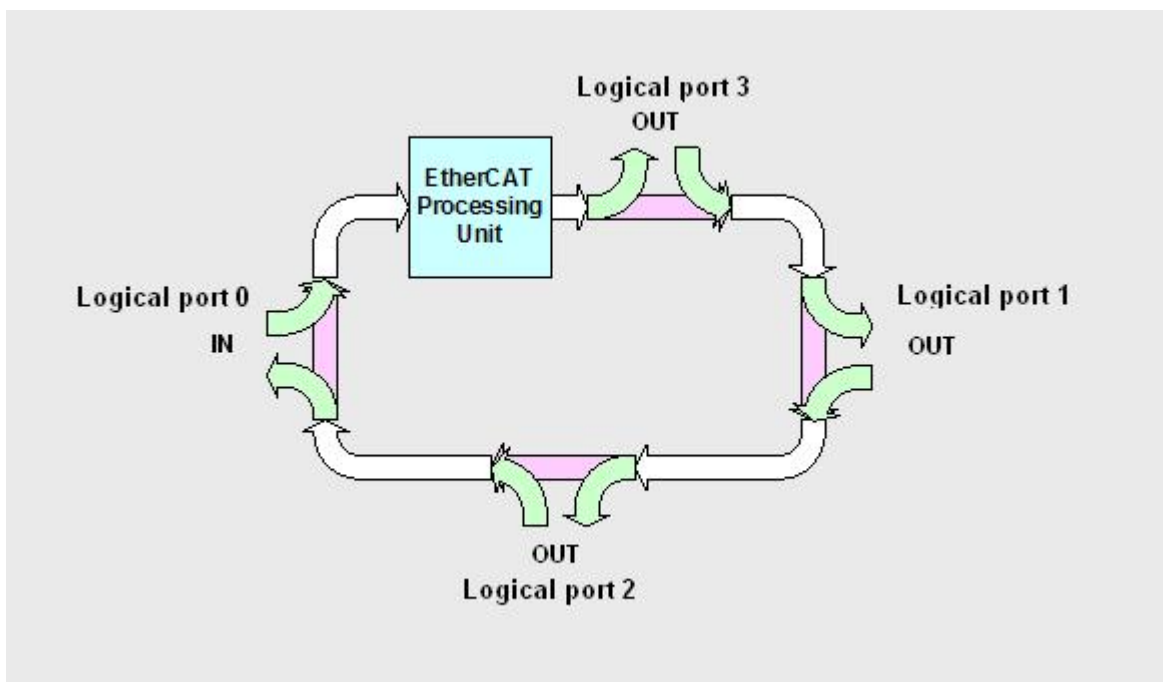 Logical port 3
OUT
EtherCAT
Processing
Unit
Logical port 0
IN
Logical port 1
OUT
OUT
Logical port 2